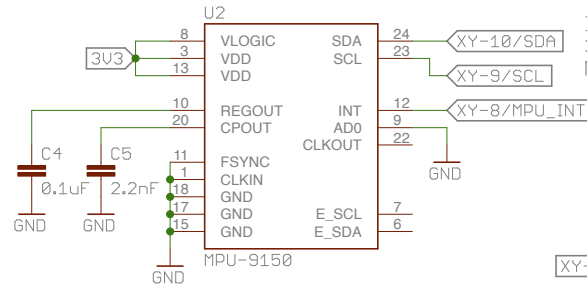 U2
8 VLOGIC SDA 24 XY-10/SDA
3V3 3 VDD SCL 23
13 VDD XY-9/SCL
10 REGOUT INT 12 XY-8/MPU_INT
20 CPOUT AD0 9
CLKOUT 22
C4 C5 11 FSYNC GND
0.1uF 2.2nF 1 CLKIN
18 GND
GND GND 17 GND E_SCL 7
15 GND E_SDA 6
MPU-9150 XY-
GND